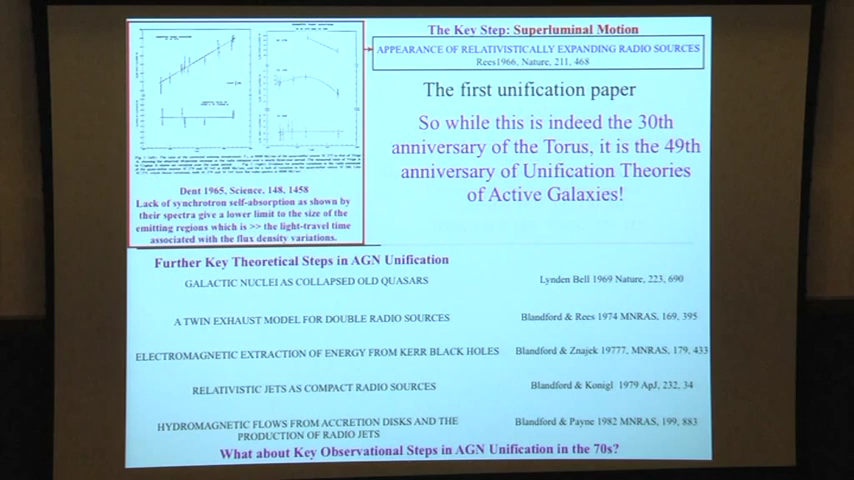 The Key Step: Superluminal Motion
APPEARANCE OF RELATIVISTICALLY EXPANDING RADIO SOURCES
Rees1966, Nature, 211, 468
The first unification paper
So while this is indeed the 30th
anniversary of the Torus, it is the 49th
anniversary of Unification Theories
of Active Galaxies!
Dent 1965, Science, 148, 1458
Lack of synchrotron self-absorption as shown by
their spectra give a lower limit to the size of the
emitting regions which is >> the light-travel time
associated with the flux density variations.
Further Key Theoretical Steps in AGN Unification
GALACTIC NUCLEI AS COLLAPSED OLD QUASARS Lynden Bell 1969 Nature, 223, 690
A TWIN EXHAUST MODEL FOR DOUBLE RADIO SOURCES Blandford & Rees 1974 MNRAS, 169, 395
ELECTROMAGNETIC EXTRACTION OF ENERGY FROM KERR BLACK HOLES Blandford & Znajek 19777, MNRAS, 179, 433
RELATIVISTIC JETS AS COMPACT RADIO SOURCES Blandford & Konigl 1979 ApJ, 232, 34
HYDROMAGNETIC FLOWS FROM ACCRETION DISKS AND THE Blandford & Payne 1982 MNRAS, 199, 883
PRODUCTION OF RADIO JETS
What about Key Observational Steps in AGN Unification in the 70s?